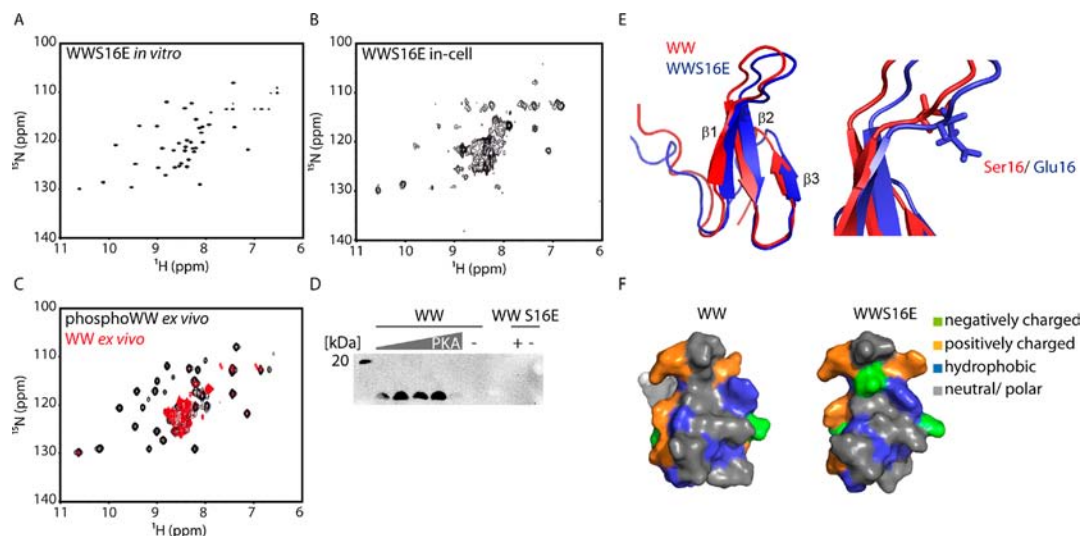 A
WWS16E in vitro
100
110
120
130
140
¹⁵N (ppm)
11 10 9 8 7 6
¹H (ppm)
B
WWS16E in-cell
100
110
120
130
140
¹⁵N (ppm)
11 10 9 8 7 6
¹H (ppm)
C
phosphoWW ex vivo
WW ex vivo
100
110
120
130
140
¹⁵N (ppm)
11 10 9 8 7 6
¹H (ppm)
D
WW WW S16E
[kDa] PKA - + -
20
E
WW
WWS16E
β1 β2 β3
Ser16/ Glu16
F
WW WWS16E
negatively charged
positively charged
hydrophobic
neutral/ polar